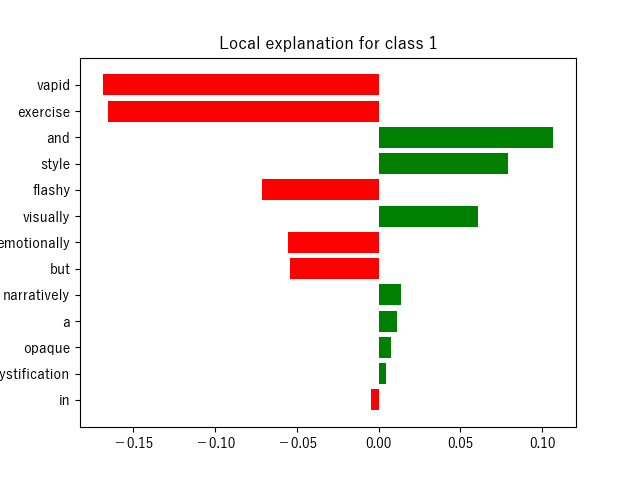 Local explanation for class 1
vapid
exercise
and
style
flashy
visually
emotionally
but
narratively
a
opaque
ystification
in
−0.15 −0.10 −0.05 0.00 0.05 0.10